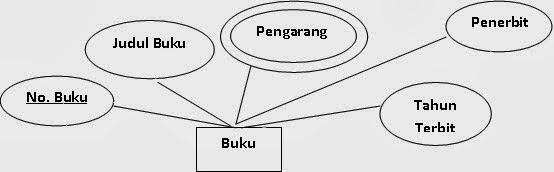 Pengarang
Penerbit
Judul Buku
No. Buku
Tahun
Terbit
Buku